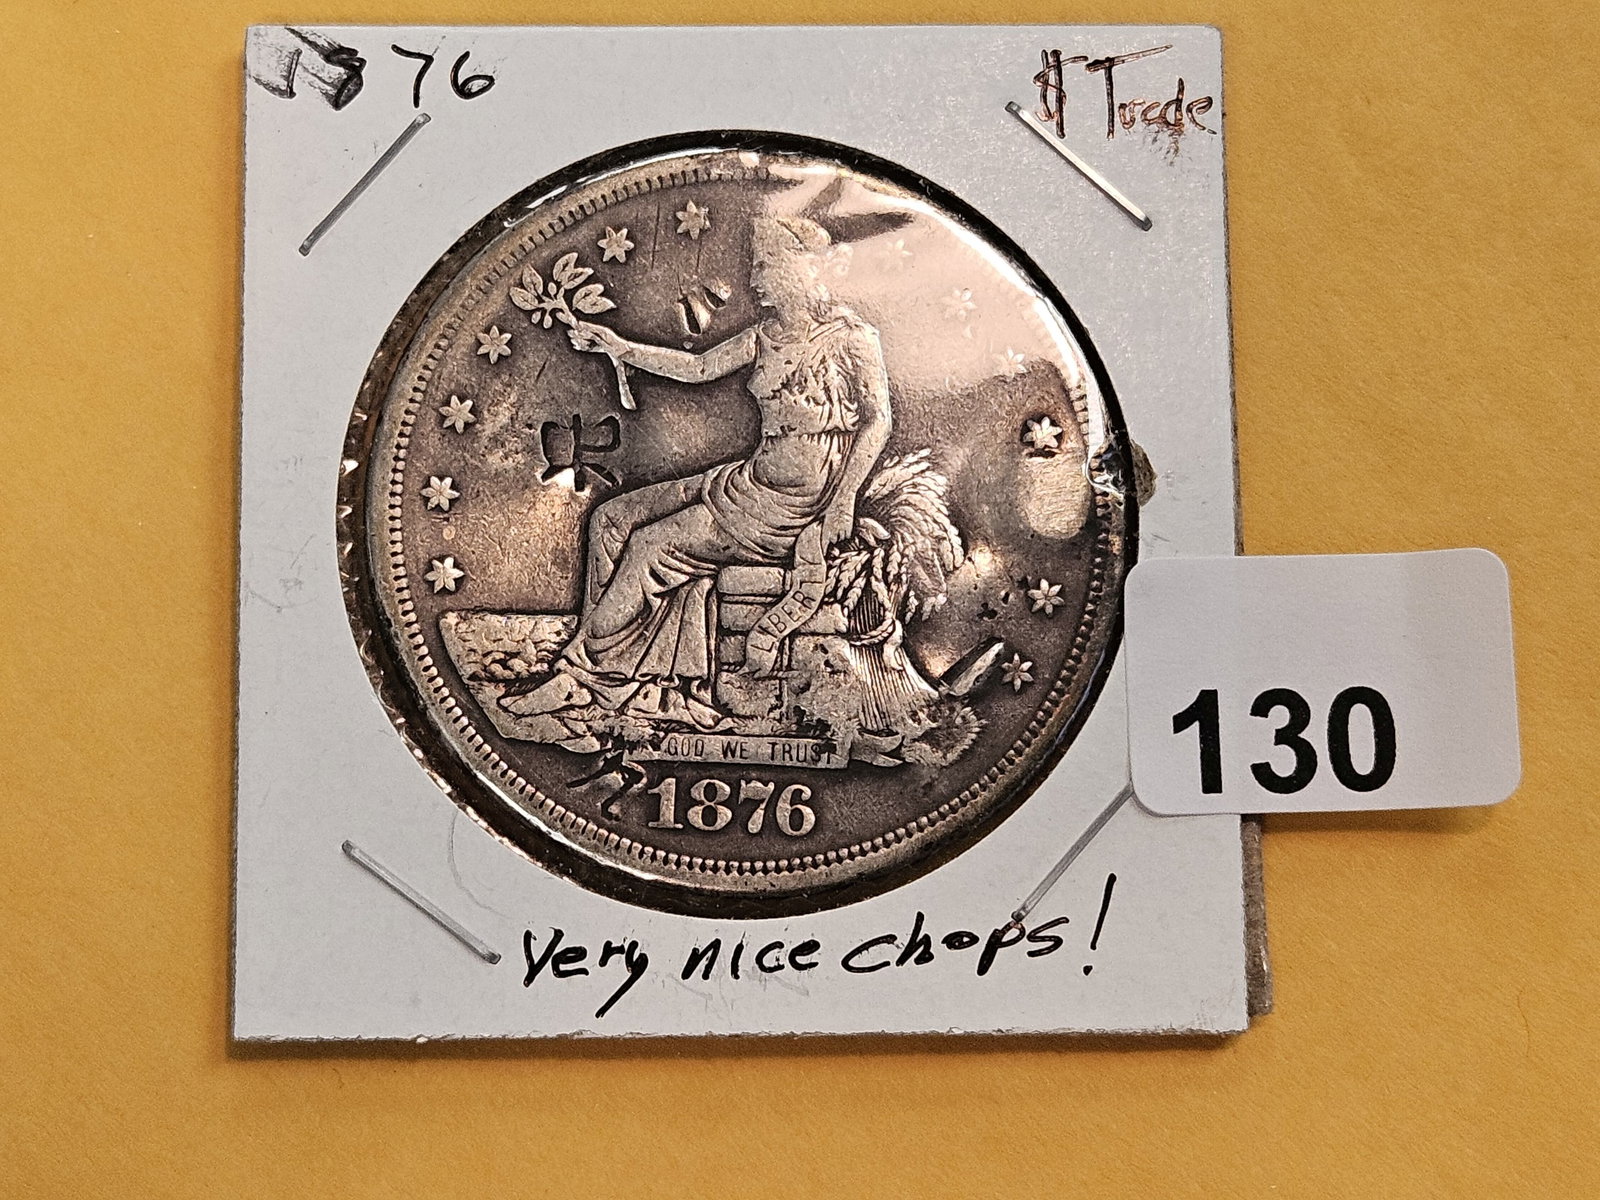 1876
$ Trade
LIBERTY
GOD WE TRUST
1876
130
Very nice chops!